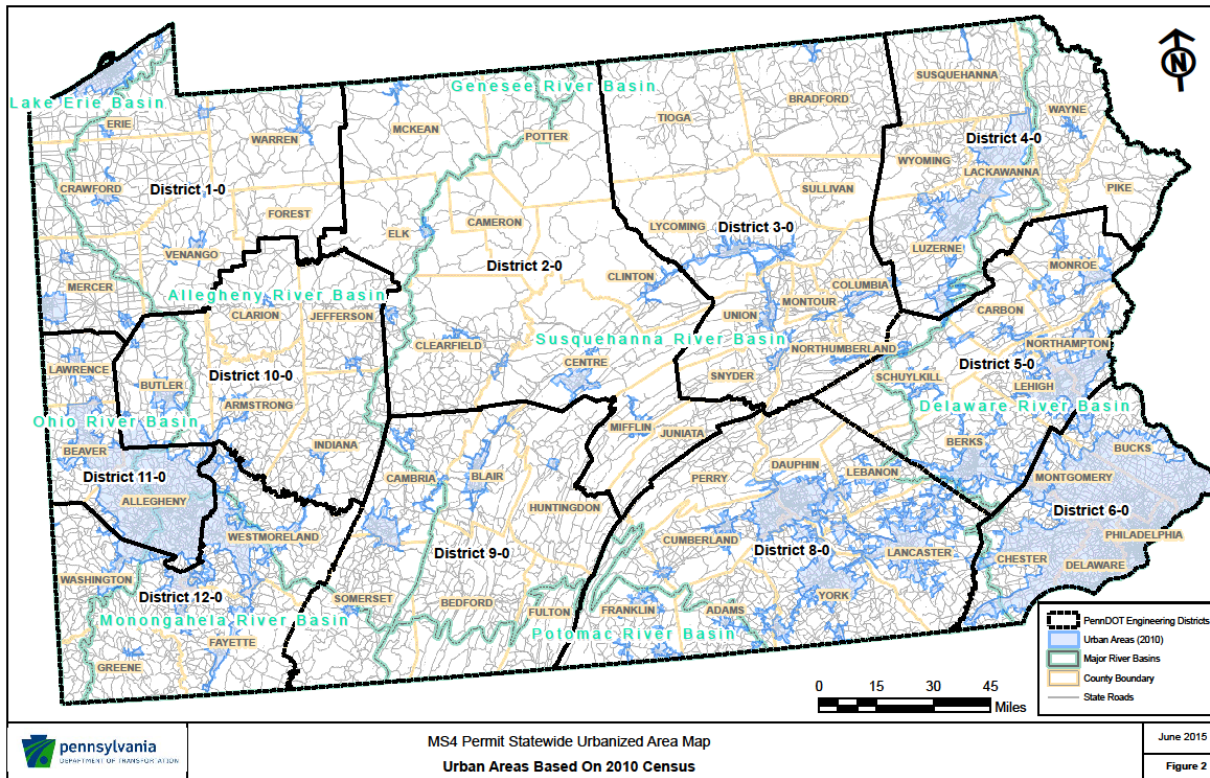 N
Lake Erie Basin
Genesee River Basin
ERIE
WARREN
MCKEAN
POTTER
TIOGA
BRADFORD
SUSQUEHANNA
WAYNE
CRAWFORD
District 1-0
FOREST
WYOMING
District 4-0
LACKAWANNA
PIKE
SULLIVAN
ELK
CAMERON
LYCOMING
District 3-0
VENANGO
District 2-0
CLINTON
LUZERNE
MERCER
Allegheny River Basin
CLARION
JEFFERSON
COLUMBIA
MONROE
MONTOUR
UNION
CARBON
CLEARFIELD
Susquehanna River Basin
LAWRENCE
CENTRE
NORTHUMBERLAND
NORTHAMPTON
BUTLER
District 10-0
SNYDER
SCHUYLKILL
District 5-0
LEHIGH
ARMSTRONG
Delaware River Basin
Ohio River Basin
MIFFLIN
JUNIATA
BEAVER
INDIANA
BERKS
BUCKS
District 11-0
CAMBRIA
BLAIR
PERRY
DAUPHIN
LEBANON
MONTGOMERY
ALLEGHENY
HUNTINGDON
District 6-0
WESTMORELAND
CUMBERLAND
PHILADELPHIA
District 9-0
District 8-0
LANCASTER
CHESTER
DELAWARE
WASHINGTON
District 12-0
SOMERSET
BEDFORD
FULTON
FRANKLIN
ADAMS
YORK
Monongahela River Basin
Potomac River Basin
FAYETTE
GREENE
PennDOT Engineering Districts
Urban Areas (2010)
Major River Basins
County Boundary
State Roads
0 15 30 45
Miles
pennsylvania
DEPARTMENT OF TRANSPORTATION
MS4 Permit Statewide Urbanized Area Map
Urban Areas Based On 2010 Census
June 2015
Figure 2